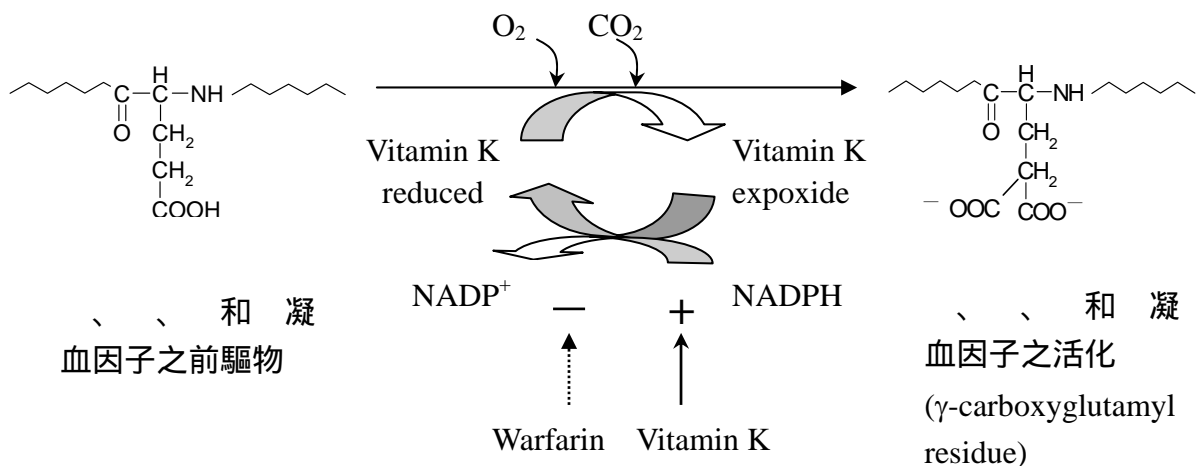 O₂ CO₂
H
C NH
O CH₂
CH₂
COOH
Vitamin K
reduced
Vitamin K
expoxide
H
C C NH
O CH₂
CH₂
− OOC COO−
NADP⁺ − + NADPH
、 、 和 凝
血因子之前驅物
Warfarin Vitamin K
、 、 和 凝
血因子之活化
(γ-carboxyglutamyl
residue)